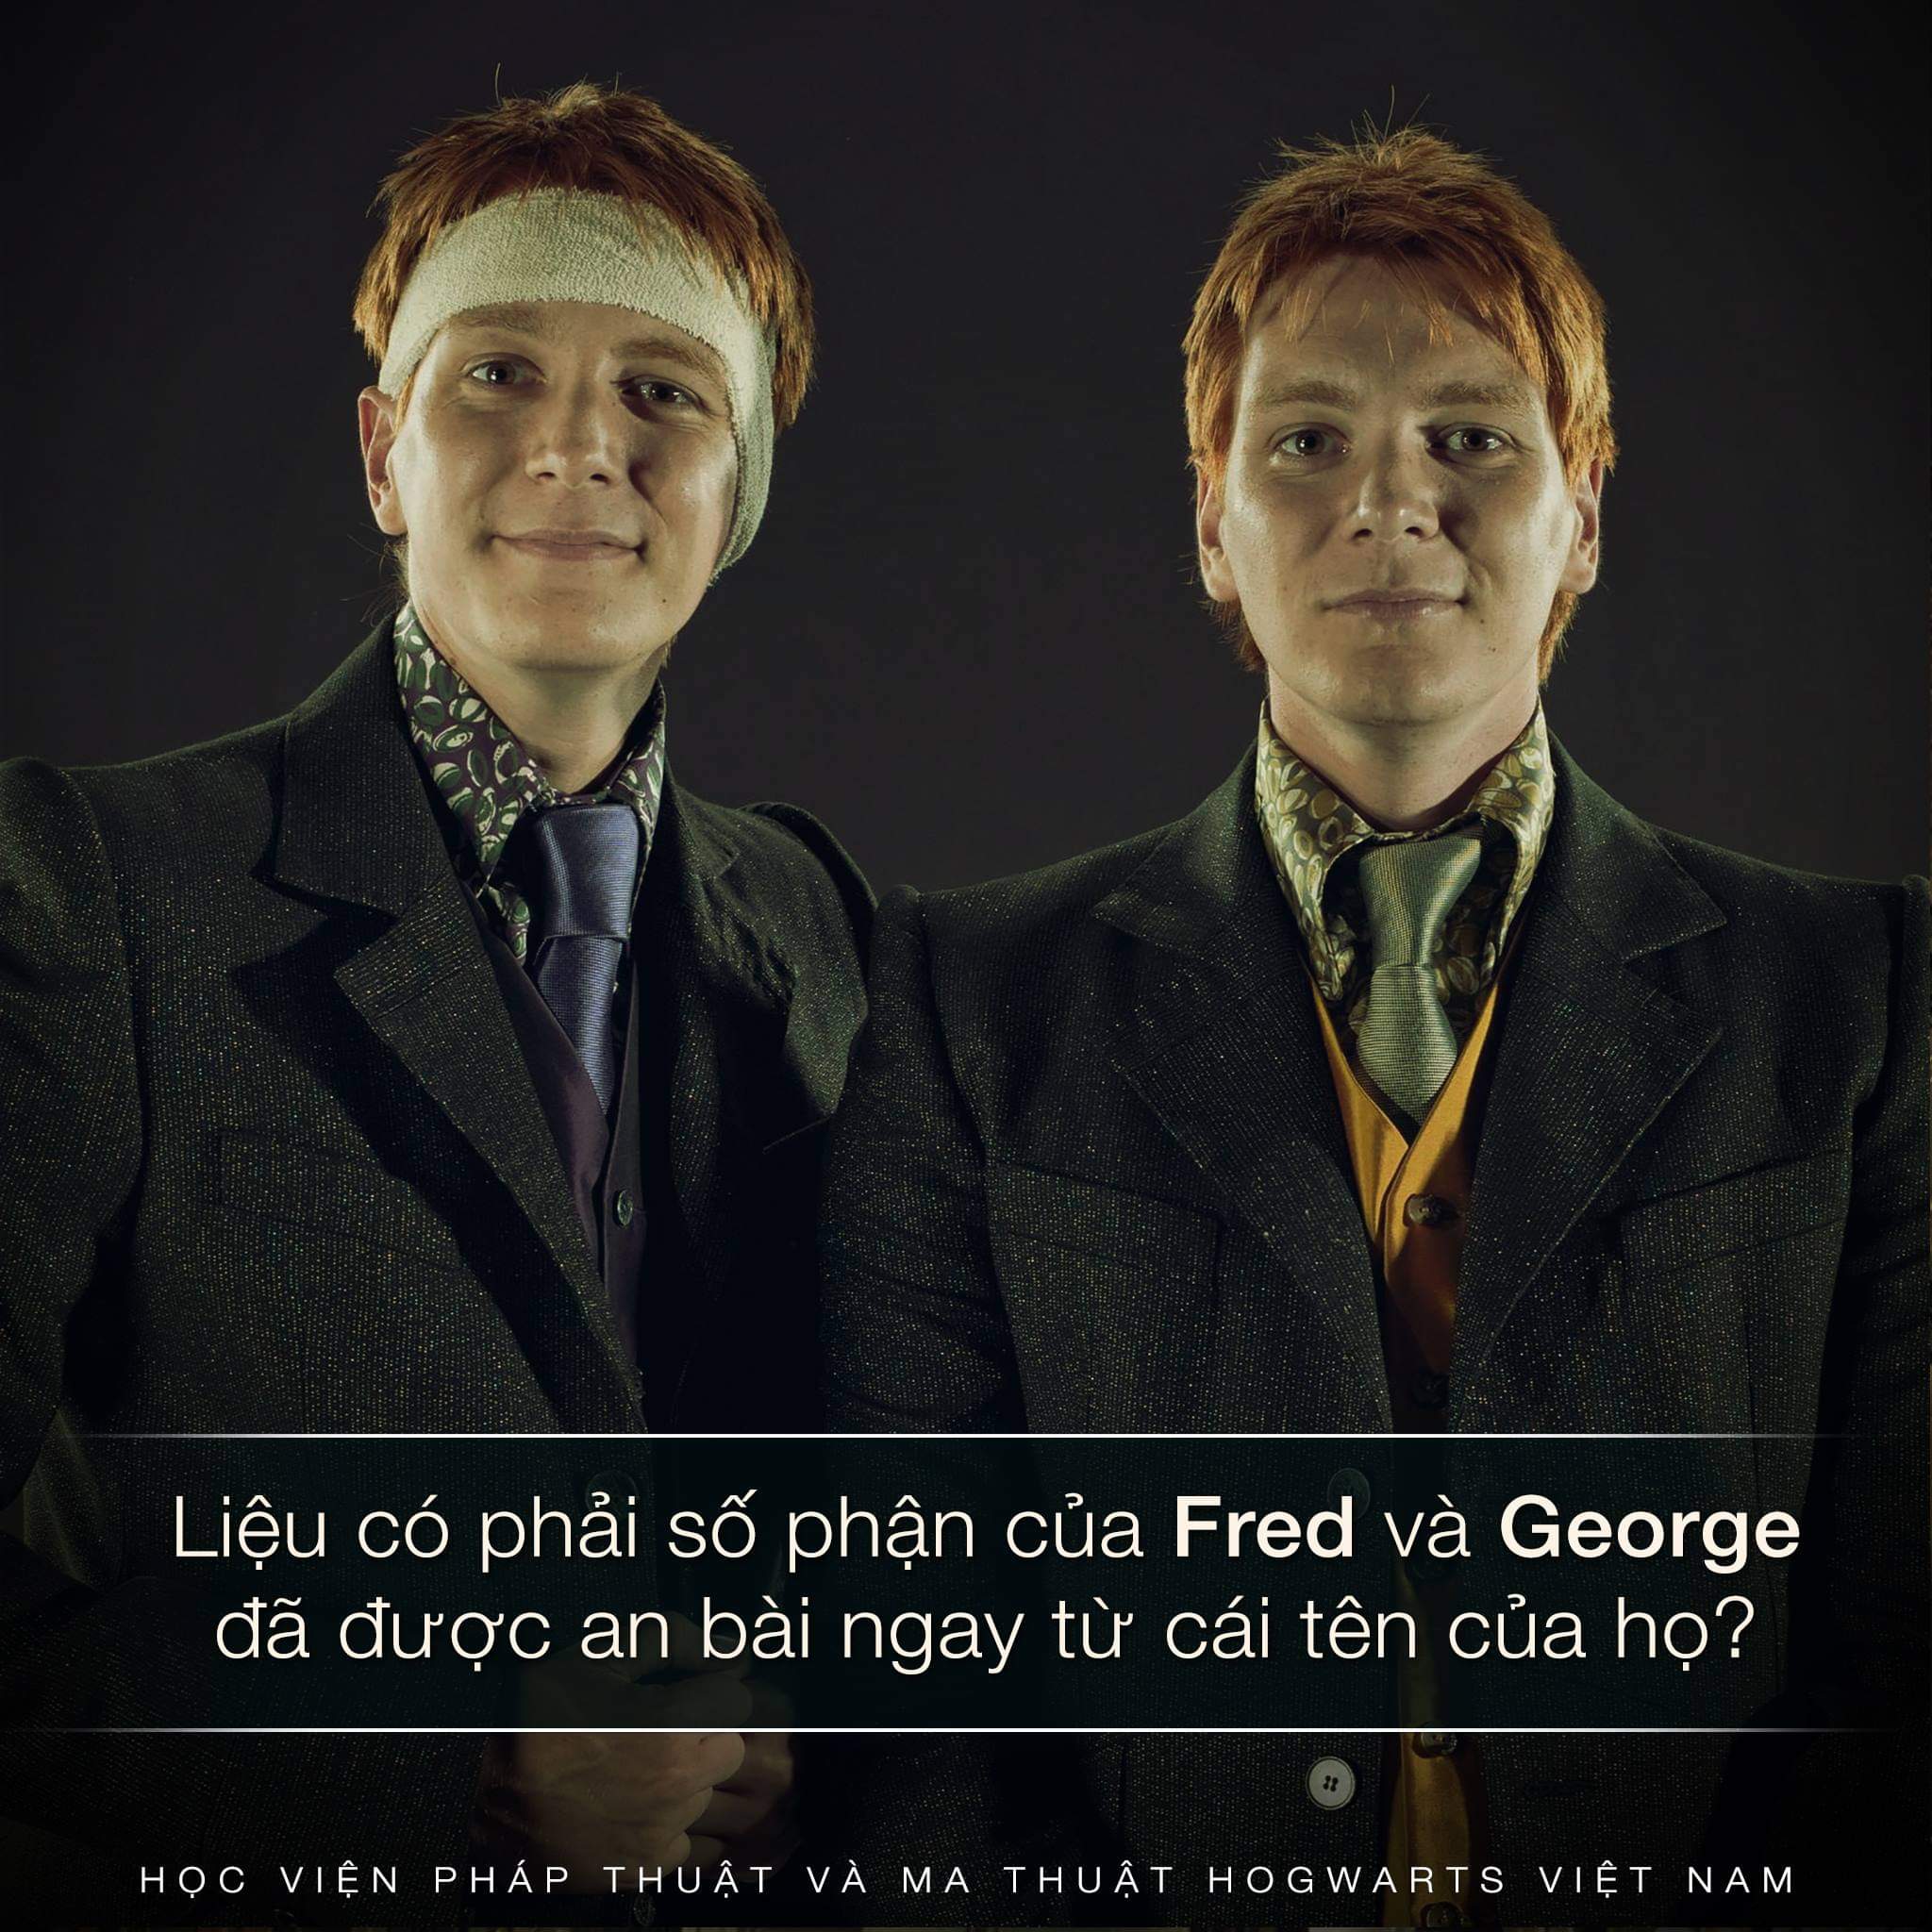 Liệu có phải số phận của Fred và George
đã được an bài ngay từ cái tên của họ?
HỌC VIỆN PHÁP THUẬT VÀ MA THUẬT HOGWARTS VIỆT NAM